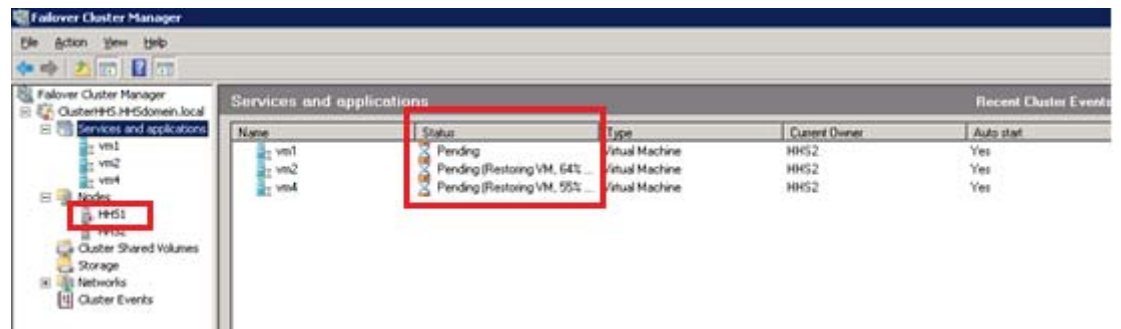 Failover Cluster Manager
File Action View Help
Failover Cluster Manager
ClusterHHS.HHSdomein.local
Services and applications
vm1
vm2
vm4
Nodes
HHS1
HHS2
Cluster Shared Volumes
Storage
Networks
Cluster Events
Services and applications Recent Cluster Events
Name Status Type Current Owner Auto start
vm1 Pending Virtual Machine HHS2 Yes
vm2 Pending (Restoring VM, 64% ... Virtual Machine HHS2 Yes
vm4 Pending (Restoring VM, 55% ... Virtual Machine HHS2 Yes